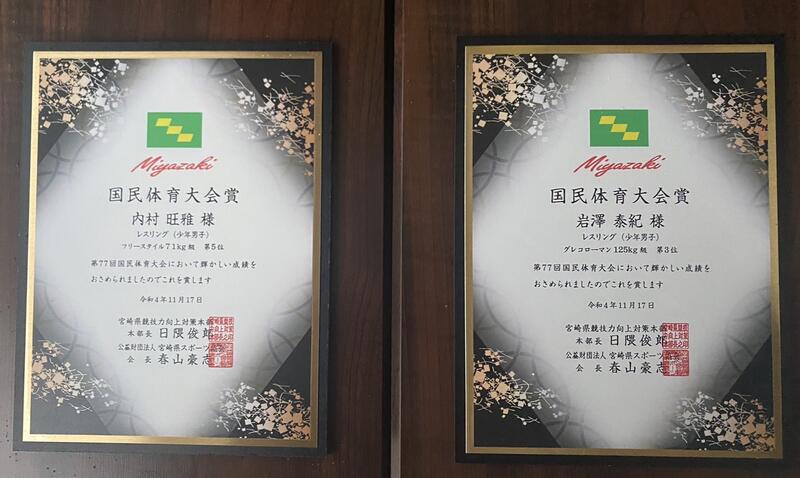 Miyazaki
国民体育大会賞
内村 旺雅 様
レスリング（少年男子）
フリースタイル71kg級 第5位
第77回国民体育大会において輝かしい成績を
おさめられましたのでこれを賞します
令和4年11月17日
宮崎県競技力向上対策本部
本部長 日隈俊郎
公益財団法人 宮崎県スポーツ協会
会 長 春山豪志
Miyazaki
国民体育大会賞
岩澤 泰紀 様
レスリング（少年男子）
グレコローマン125kg級 第3位
第77回国民体育大会において輝かしい成績を
おさめられましたのでこれを賞します
令和4年11月17日
宮崎県競技力向上対策本部
本部長 日隈俊郎
公益財団法人 宮崎県スポーツ協会
会 長 春山豪志